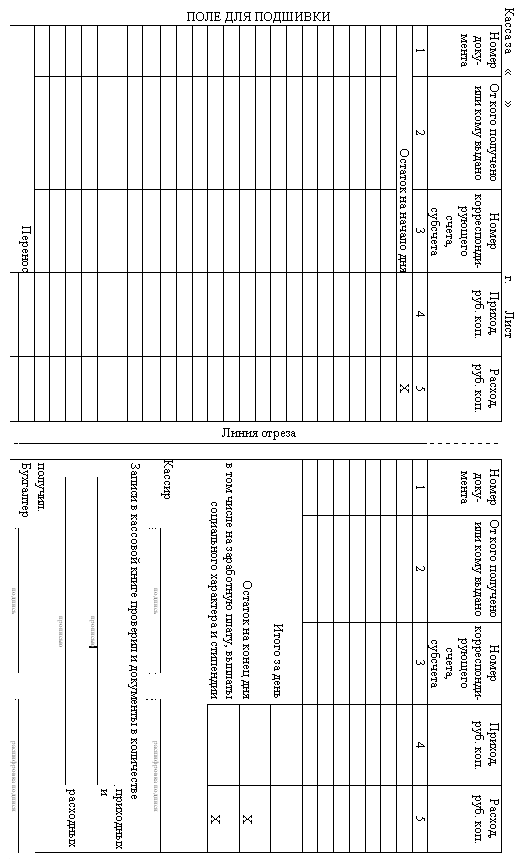 Касса за « » г. Лист
ПОЛЕ ДЛЯ ПОДШИВКИ
Номер
доку-
мента
От кого получено
или кому выдано
Номер
корреспонди-
рующего
счета,
субсчета
Приход,
руб. коп.
Расход,
руб. коп.
1 2 3 4 5
Остаток на начало дня X
Перенос
Линия отреза
Номер
доку-
мента
От кого получено
или кому выдано
Номер
корреспонди-
рующего
счета,
субсчета
Приход,
руб. коп.
Расход,
руб. коп.
1 2 3 4 5
Итого за день
Остаток на конец дня X
в том числе на заработную плату, выплаты
социального характера и стипендии X
Кассир
подпись расшифровка подписи
Записи в кассовой книге проверил и документы в количестве
приходных
и
прописью
расходных
прописью
получил.
Бухгалтер
подпись расшифровка подписи